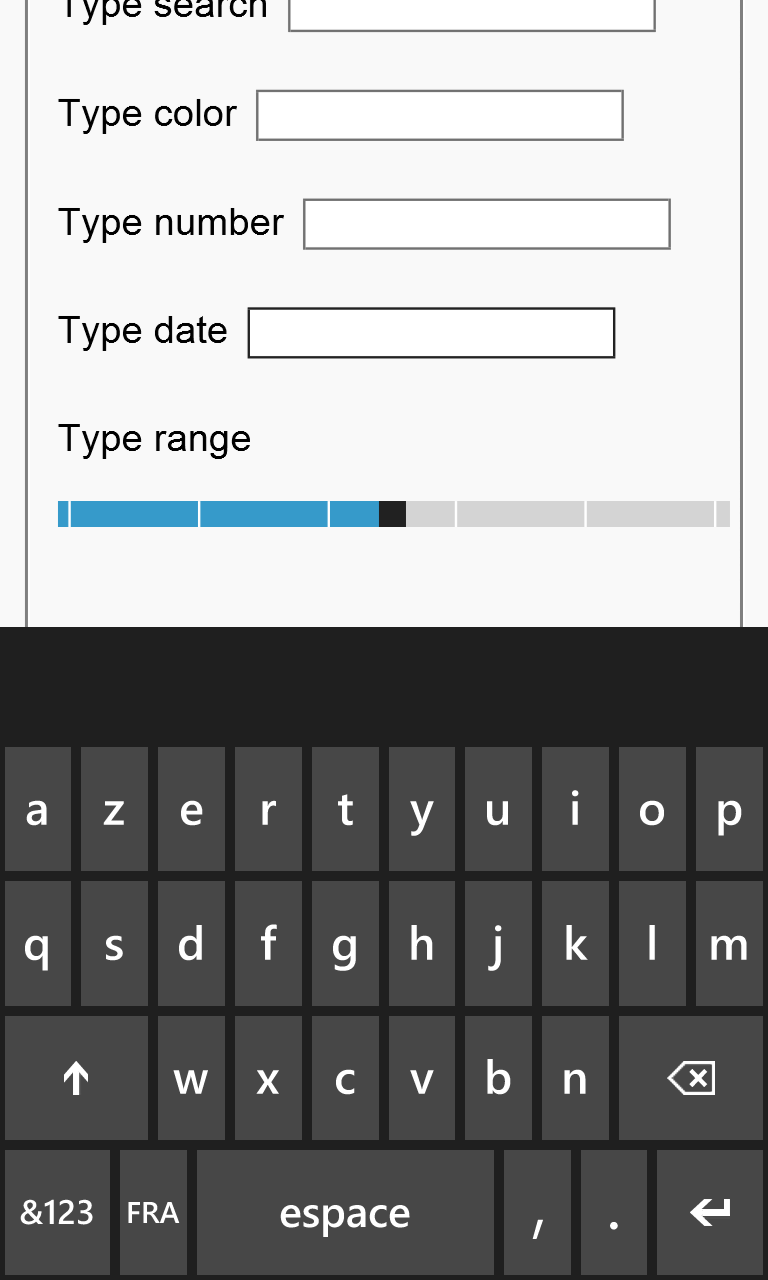 Type search
Type color
Type number
Type date
Type range
a z e r t y u i o p
q s d f g h j k l m
w x c v b n
&123 FRA espace , .